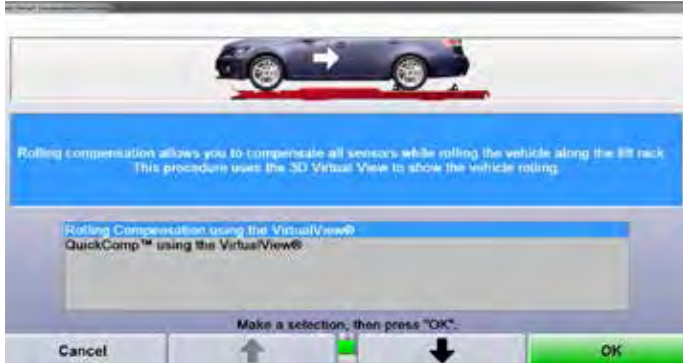 Rolling compensation allows you to compensate all sensors while rolling the vehicle along the lift rack
This procedure uses the 3D Virtual View to show the vehicle rolling.
Rolling Compensation using the VirtualView®
QuickComp™ using the VirtualView®
Make a selection, then press "OK".
Cancel
OK